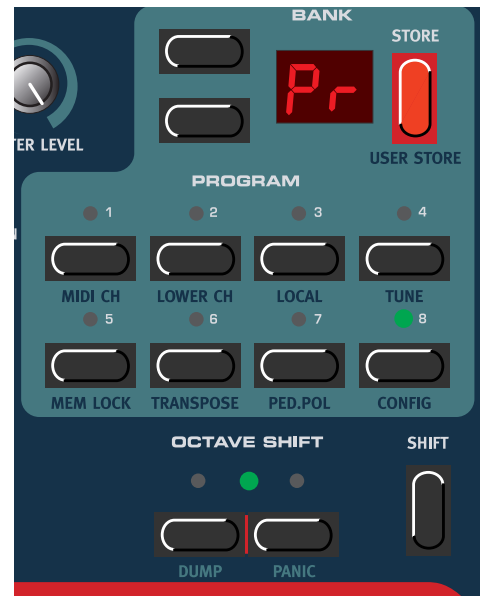 BANK
STORE
Pr
TER LEVEL
USER STORE
PROGRAM
1 2 3 4
MIDI CH LOWER CH LOCAL TUNE
5 6 7 8
MEM LOCK TRANSPOSE PED.POL CONFIG
OCTAVE SHIFT
SHIFT
DUMP PANIC